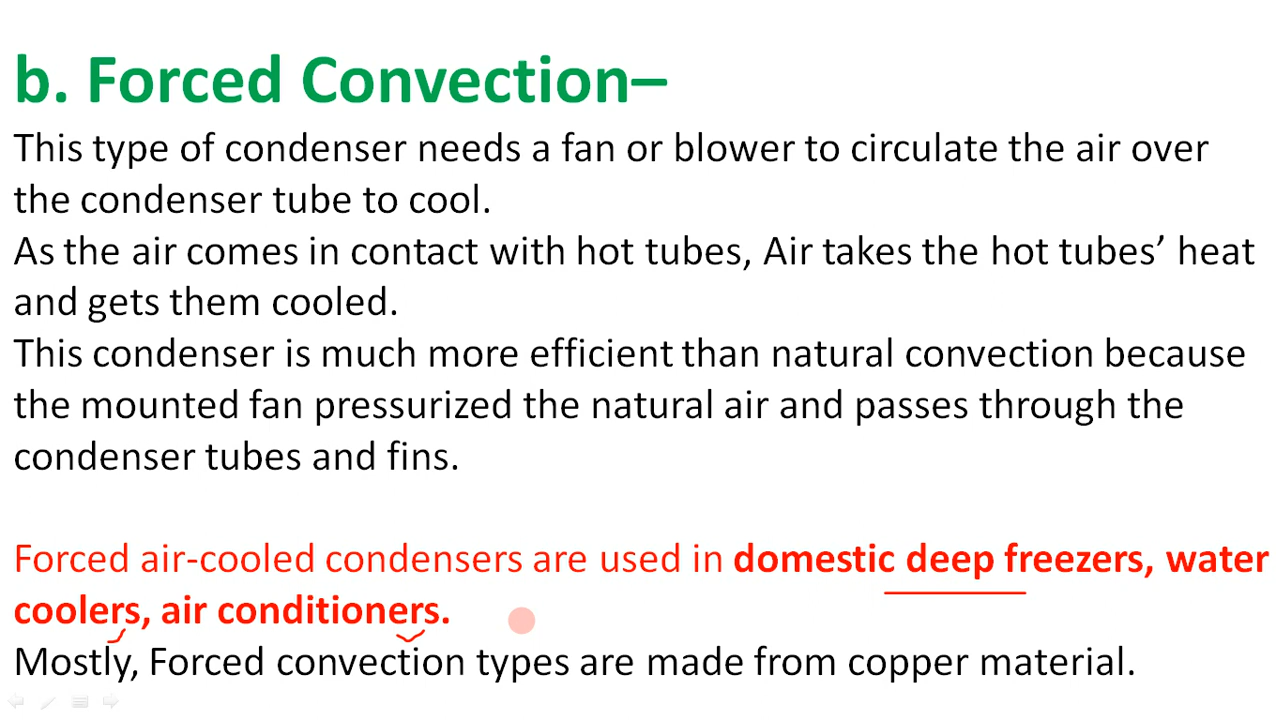 b. Forced Convection–
This type of condenser needs a fan or blower to circulate the air over
the condenser tube to cool.
As the air comes in contact with hot tubes, Air takes the hot tubes’ heat
and gets them cooled.
This condenser is much more efficient than natural convection because
the mounted fan pressurized the natural air and passes through the
condenser tubes and fins.
Forced air-cooled condensers are used in domestic deep freezers, water
coolers, air conditioners.
Mostly, Forced convection types are made from copper material.